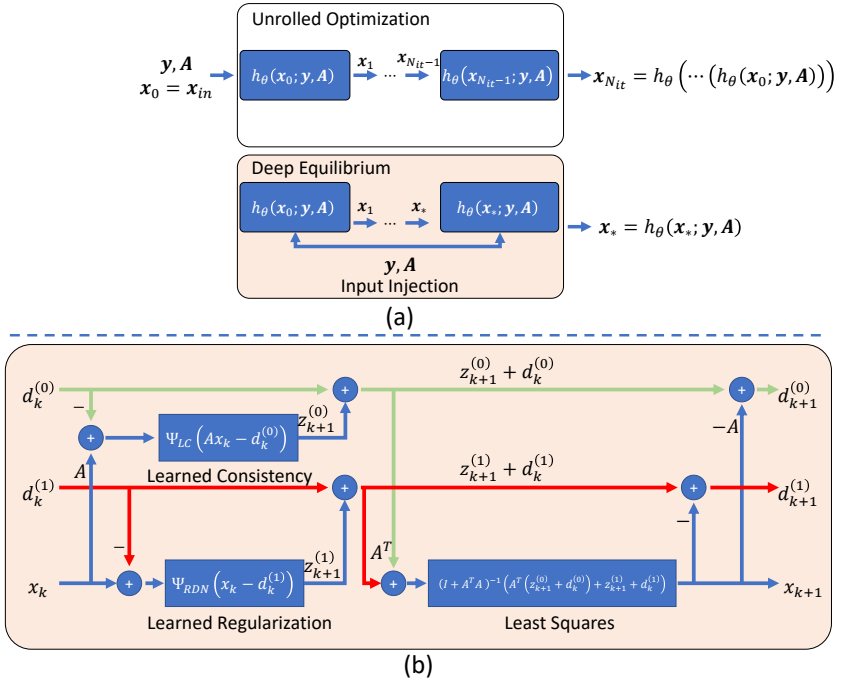 Unrolled Optimization
y, A
x_0 = x_in
h_θ(x_0; y, A)
x_1
...
x_{N_it−1}
h_θ(x_{N_it−1}; y, A)
x_{N_it} = h_θ(⋯(h_θ(x_0; y, A)))
Deep Equilibrium
h_θ(x_0; y, A)
x_1
...
x_*
h_θ(x_*; y, A)
x_* = h_θ(x_*; y, A)
y, A
Input Injection
(a)
d_k^{(0)}
−
+
Ψ_{LC}(Ax_k − d_k^{(0)})
z_{k+1}^{(0)}
+
z_{k+1}^{(0)} + d_k^{(0)}
+
d_{k+1}^{(0)}
−A
A
Learned Consistency
d_k^{(1)}
+
z_{k+1}^{(1)} + d_k^{(1)}
+
d_{k+1}^{(1)}
−
−
A^T
x_k
+
Ψ_{RDN}(x_k − d_k^{(1)})
z_{k+1}^{(1)}
+
(I + A^T A)^{−1}(A^T(z_{k+1}^{(0)} + d_k^{(0)}) + z_{k+1}^{(1)} + d_k^{(1)})
x_{k+1}
Learned Regularization
Least Squares
(b)